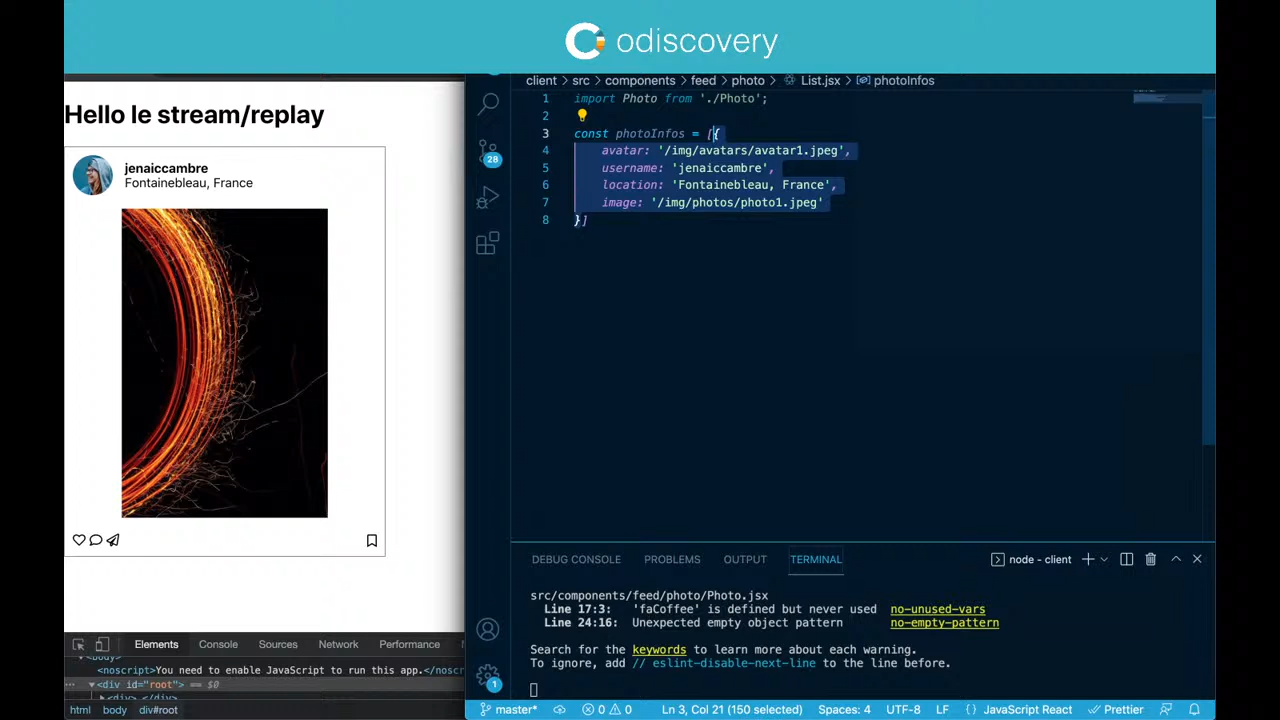 odiscovery
Hello le stream/replay
jenaiccambre
Fontainebleau, France
Elements Console Sources Network Performance
<noscript>You need to enable JavaScript to run this app.</noscr
▼<div id="root"> == $0
html body div#root
client > src > components > feed > photo > List.jsx > photoInfos
1 import Photo from './Photo';
2
3 const photoInfos = [{
4 avatar: '/img/avatars/avatar1.jpeg',
5 username: 'jenaiccambre',
6 location: 'Fontainebleau, France',
7 image: '/img/photos/photo1.jpeg'
8 }]
28
1
DEBUG CONSOLE PROBLEMS OUTPUT TERMINAL node - client
src/components/feed/photo/Photo.jsx
Line 17:3: 'faCoffee' is defined but never used no-unused-vars
Line 24:16: Unexpected empty object pattern no-empty-pattern
Search for the keywords to learn more about each warning.
To ignore, add // eslint-disable-next-line to the line before.
master* 0 0 Ln 3, Col 21 (150 selected) Spaces: 4 UTF-8 LF {} JavaScript React Prettier